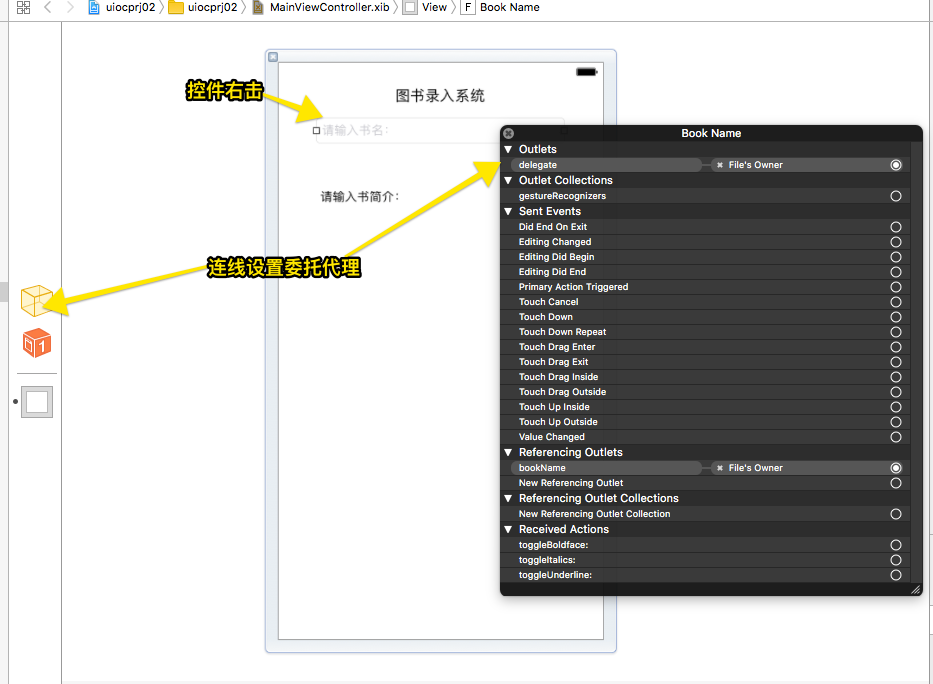 uiocprj02 uiocprj02 MainViewController.xib View F Book Name
控件右击
图书录入系统
请输入书名：
请输入书简介：
连线设置委托代理
Book Name
Outlets
delegate File's Owner
Outlet Collections
gestureRecognizers
Sent Events
Did End On Exit
Editing Changed
Editing Did Begin
Editing Did End
Primary Action Triggered
Touch Cancel
Touch Down
Touch Down Repeat
Touch Drag Enter
Touch Drag Exit
Touch Drag Inside
Touch Drag Outside
Touch Up Inside
Touch Up Outside
Value Changed
Referencing Outlets
bookName File's Owner
New Referencing Outlet
Referencing Outlet Collections
New Referencing Outlet Collection
Received Actions
toggleBoldface:
toggleItalics:
toggleUnderline: